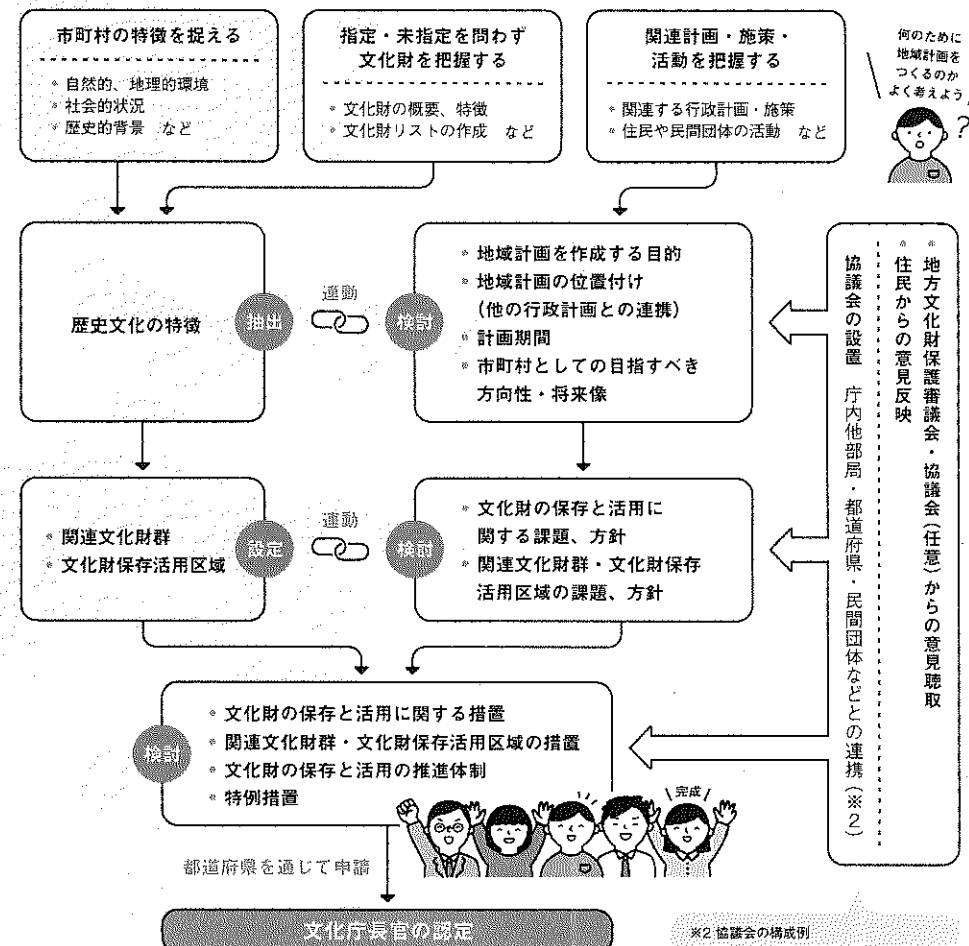 市町村の特徴を捉える
自然的、地理的環境
社会的状況
歴史的背景 など
指定・未指定を問わず
文化財を把握する
文化財の概要、特徴
文化財リストの作成 など
関連計画・施策・
活動を把握する
関連する行政計画・施策
住民や民間団体の活動 など
何のために
地域計画を
つくるのか
よく考えよう
?
歴史文化の特徴
抽出
連動
検討
地域計画を作成する目的
地域計画の位置付け
(他の行政計画との連携)
計画期間
市町村としての目指すべき
方向性・将来像
関連文化財群
文化財保存活用区域
設定
連動
検討
文化財の保存と活用に
関する課題、方針
関連文化財群・文化財保存
活用区域の課題、方針
検討
文化財の保存と活用に関する措置
関連文化財群・文化財保存活用区域の措置
文化財の保存と活用の推進体制
特例措置
完成
地方文化財保護審議会・協議会(任意)からの意見聴取
住民からの意見反映
協議会の設置 庁内他部局・都道府県・民間団体などとの連携(※2)
都道府県を通じて申請
文化庁長官の認定
※2 協議会の構成例